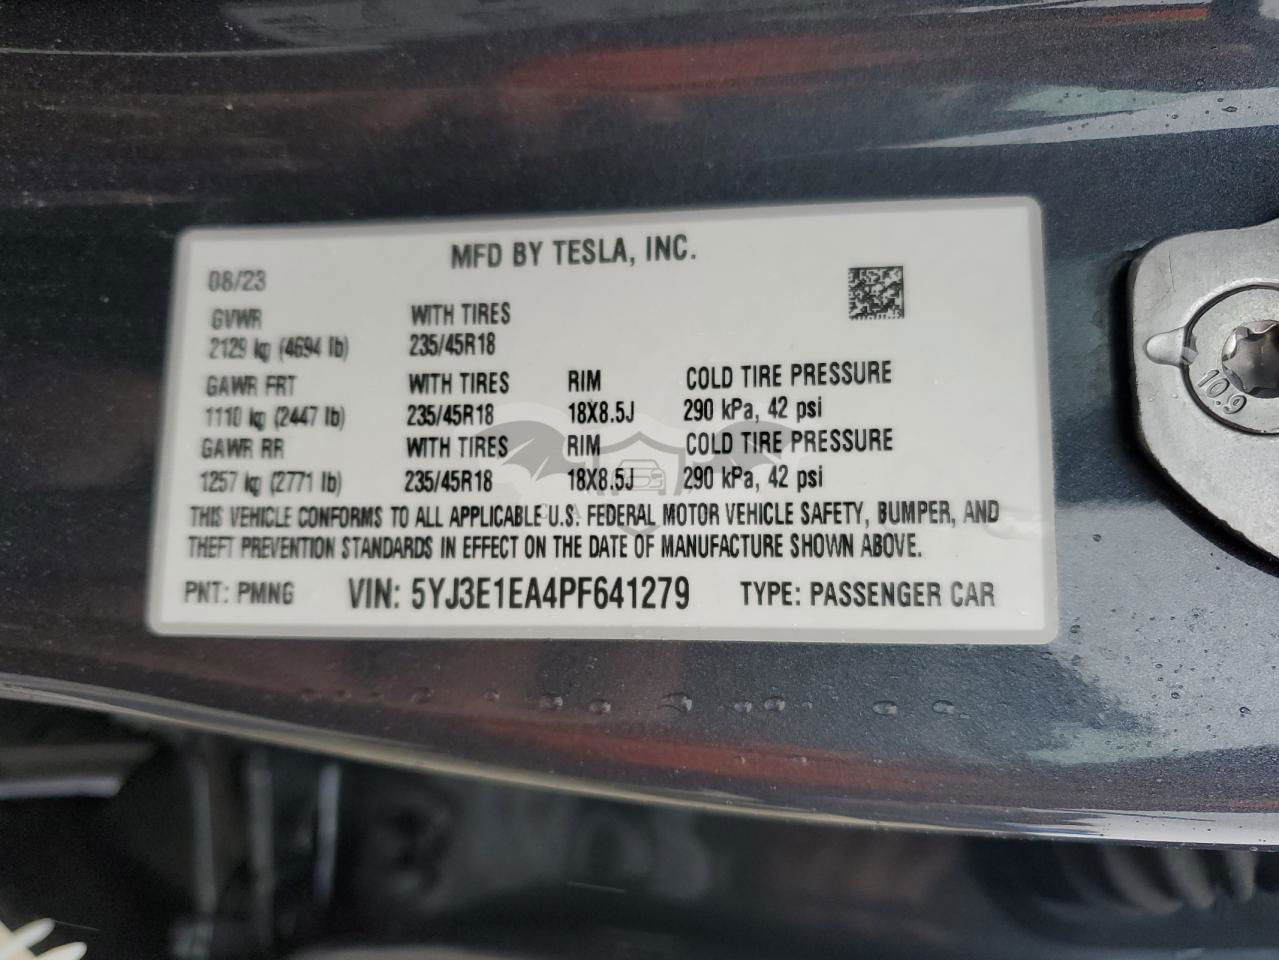 MFD BY TESLA, INC.
08/23
GVWR WITH TIRES
2129 kg (4694 lb) 235/45R18
GAWR FRT WITH TIRES RIM COLD TIRE PRESSURE
1110 kg (2447 lb) 235/45R18 18X8.5J 290 kPa, 42 psi
GAWR RR WITH TIRES RIM COLD TIRE PRESSURE
1257 kg (2771 lb) 235/45R18 18X8.5J 290 kPa, 42 psi
THIS VEHICLE CONFORMS TO ALL APPLICABLE U.S. FEDERAL MOTOR VEHICLE SAFETY, BUMPER, AND
THEFT PREVENTION STANDARDS IN EFFECT ON THE DATE OF MANUFACTURE SHOWN ABOVE.
PNT: PMNG VIN: 5YJ3E1EA4PF641279 TYPE: PASSENGER CAR
10.9